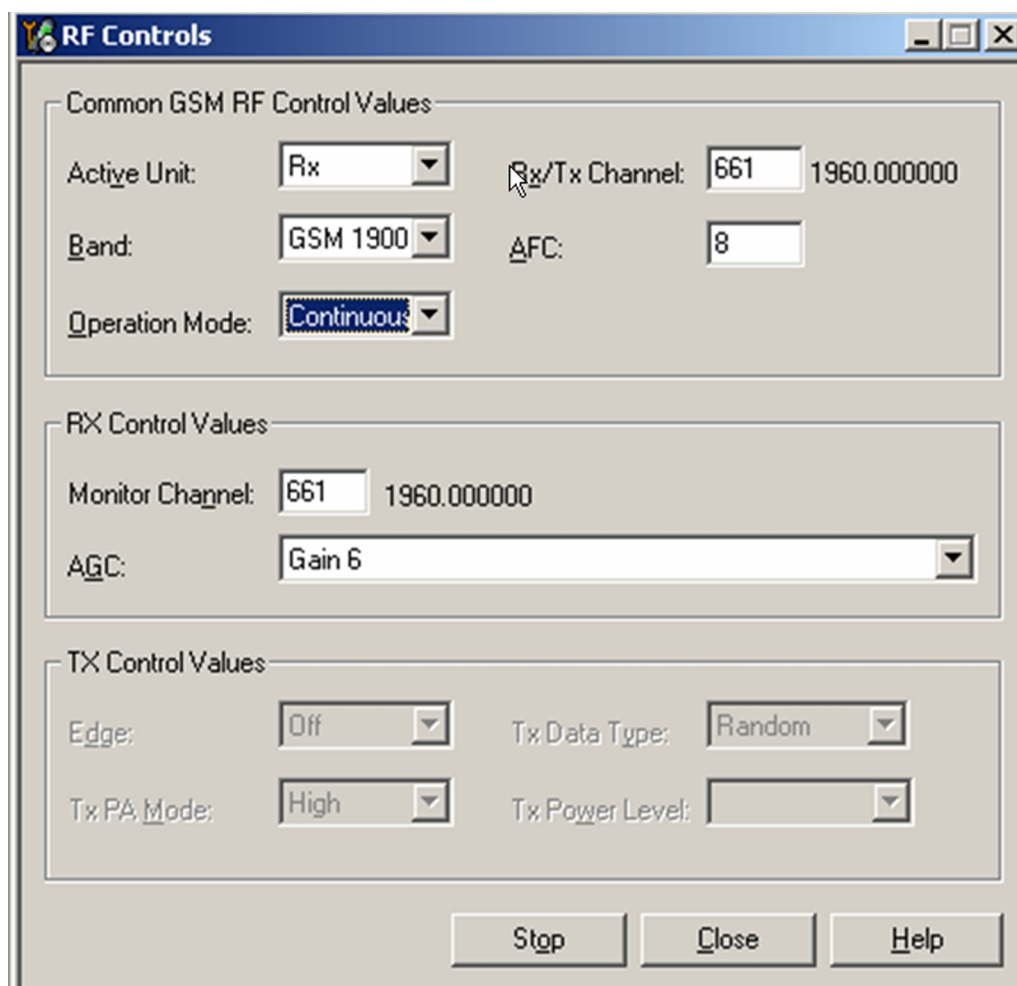 RF Controls
Common GSM RF Control Values
Active Unit: Rx
Rx/Tx Channel: 661 1960.000000
Band: GSM 1900
AFC: 8
Operation Mode: Continuous
RX Control Values
Monitor Channel: 661 1960.000000
AGC: Gain 6
TX Control Values
Edge: Off
Tx Data Type: Random
Tx PA Mode: High
Tx Power Level:
Stop Close Help